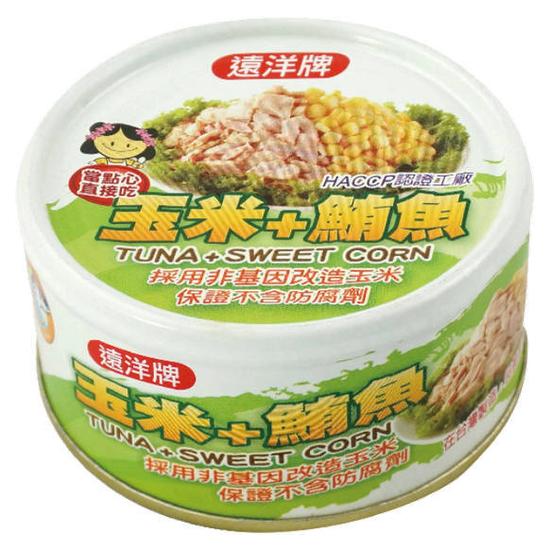 遠洋牌
當點心
直接吃
HACCP認證工廠
玉米+鮪魚
TUNA+SWEET CORN
採用非基因改造玉米
保證不含防腐劑
遠洋牌
玉米+鮪魚
TUNA+SWEET CORN
採用非基因改造玉米
保證不含防腐劑
在台灣製造